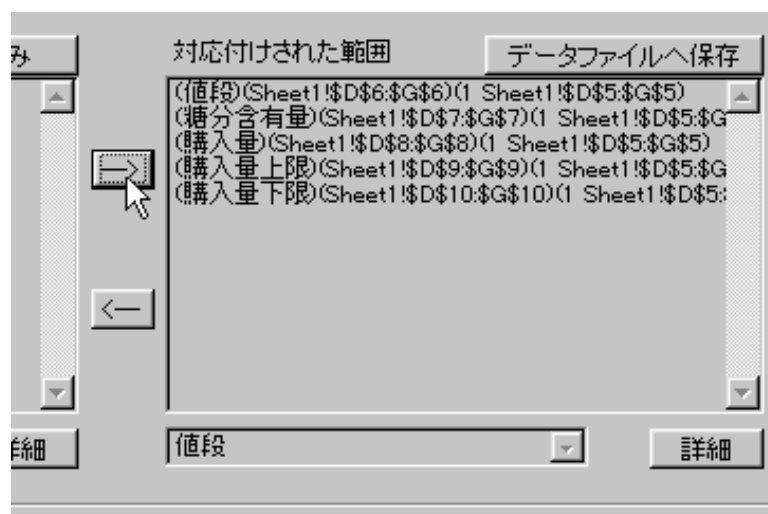 み
対応付けされた範囲
データファイルへ保存
(値段)(Sheet1!$D$6:$G$6)(1 Sheet1!$D$5:$G$5)
(糖分含有量)(Sheet1!$D$7:$G$7)(1 Sheet1!$D$5:$G
(購入量)(Sheet1!$D$8:$G$8)(1 Sheet1!$D$5:$G$5)
(購入量上限)(Sheet1!$D$9:$G$9)(1 Sheet1!$D$5:$G
(購入量下限)(Sheet1!$D$10:$G$10)(1 Sheet1!$D$5:
-->
<--
詳細
値段
詳細